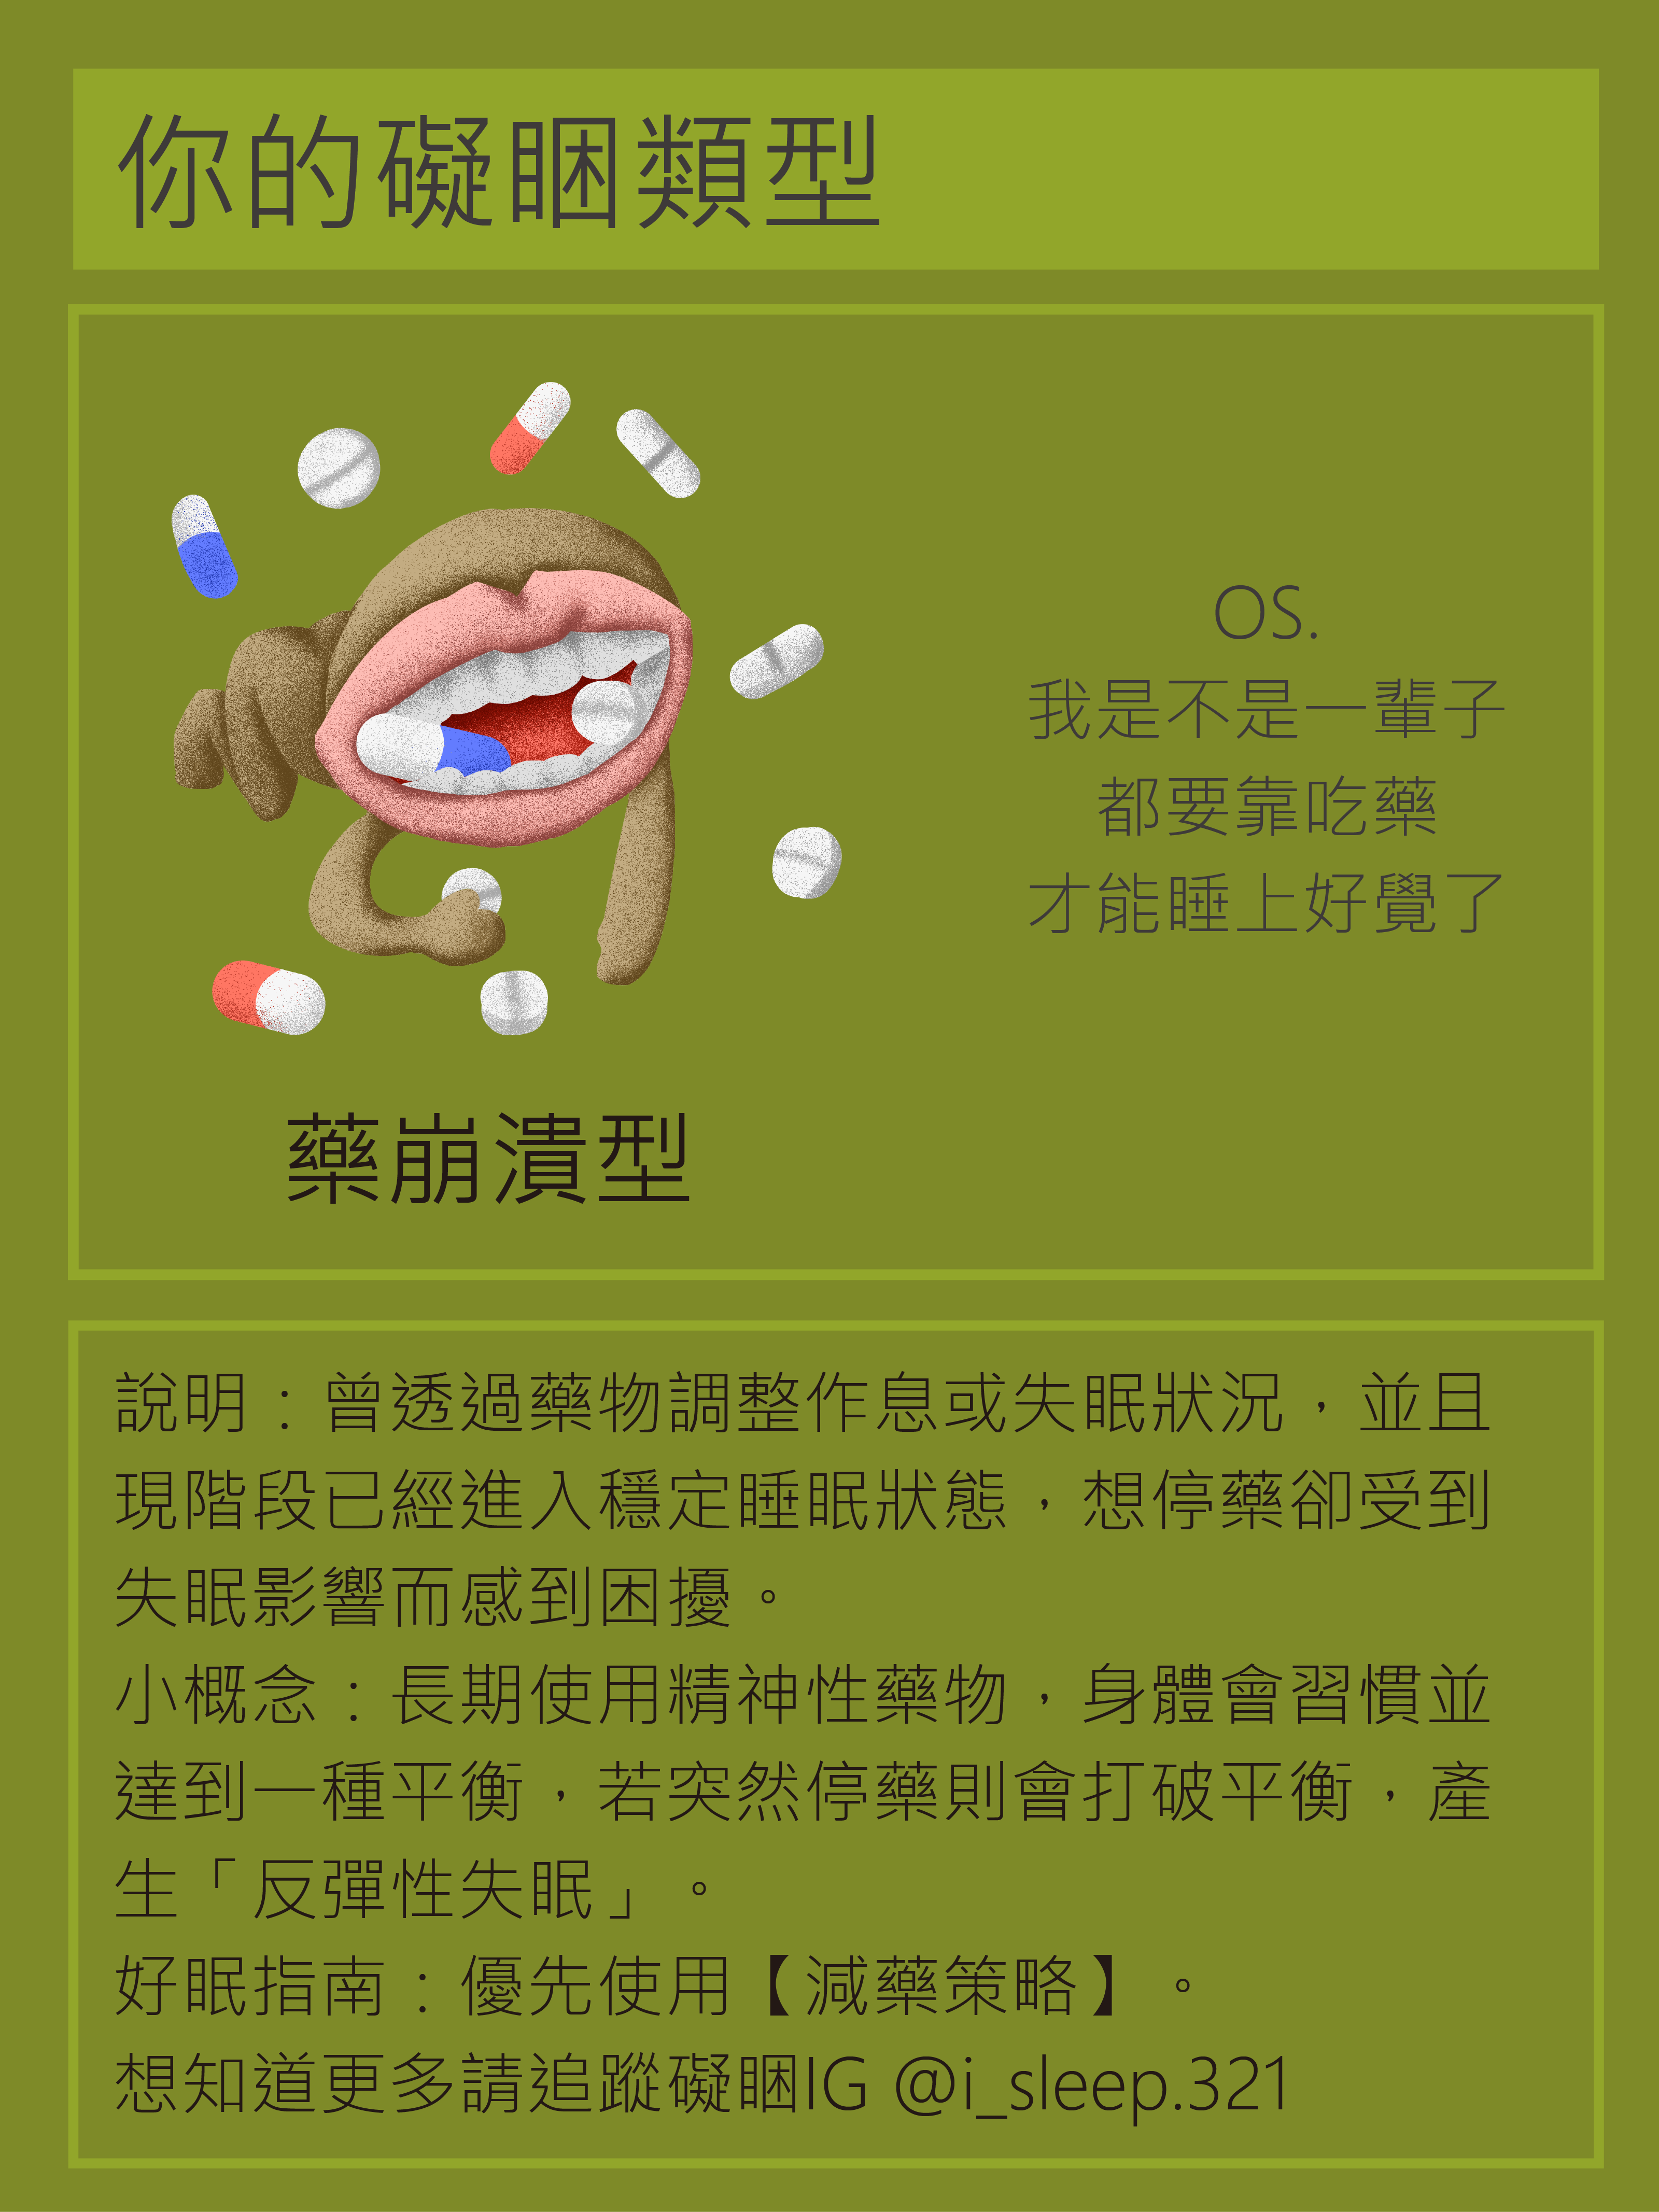 你的礙睏類型
OS.
我是不是一輩子
都要靠吃藥
才能睡上好覺了
藥崩潰型
說明：曾透過藥物調整作息或失眠狀況，並且
現階段已經進入穩定睡眠狀態，想停藥卻受到
失眠影響而感到困擾。
小概念：長期使用精神性藥物，身體會習慣並
達到一種平衡，若突然停藥則會打破平衡，產
生「反彈性失眠」。
好眠指南：優先使用【減藥策略】。
想知道更多請追蹤礙睏IG @i_sleep.321